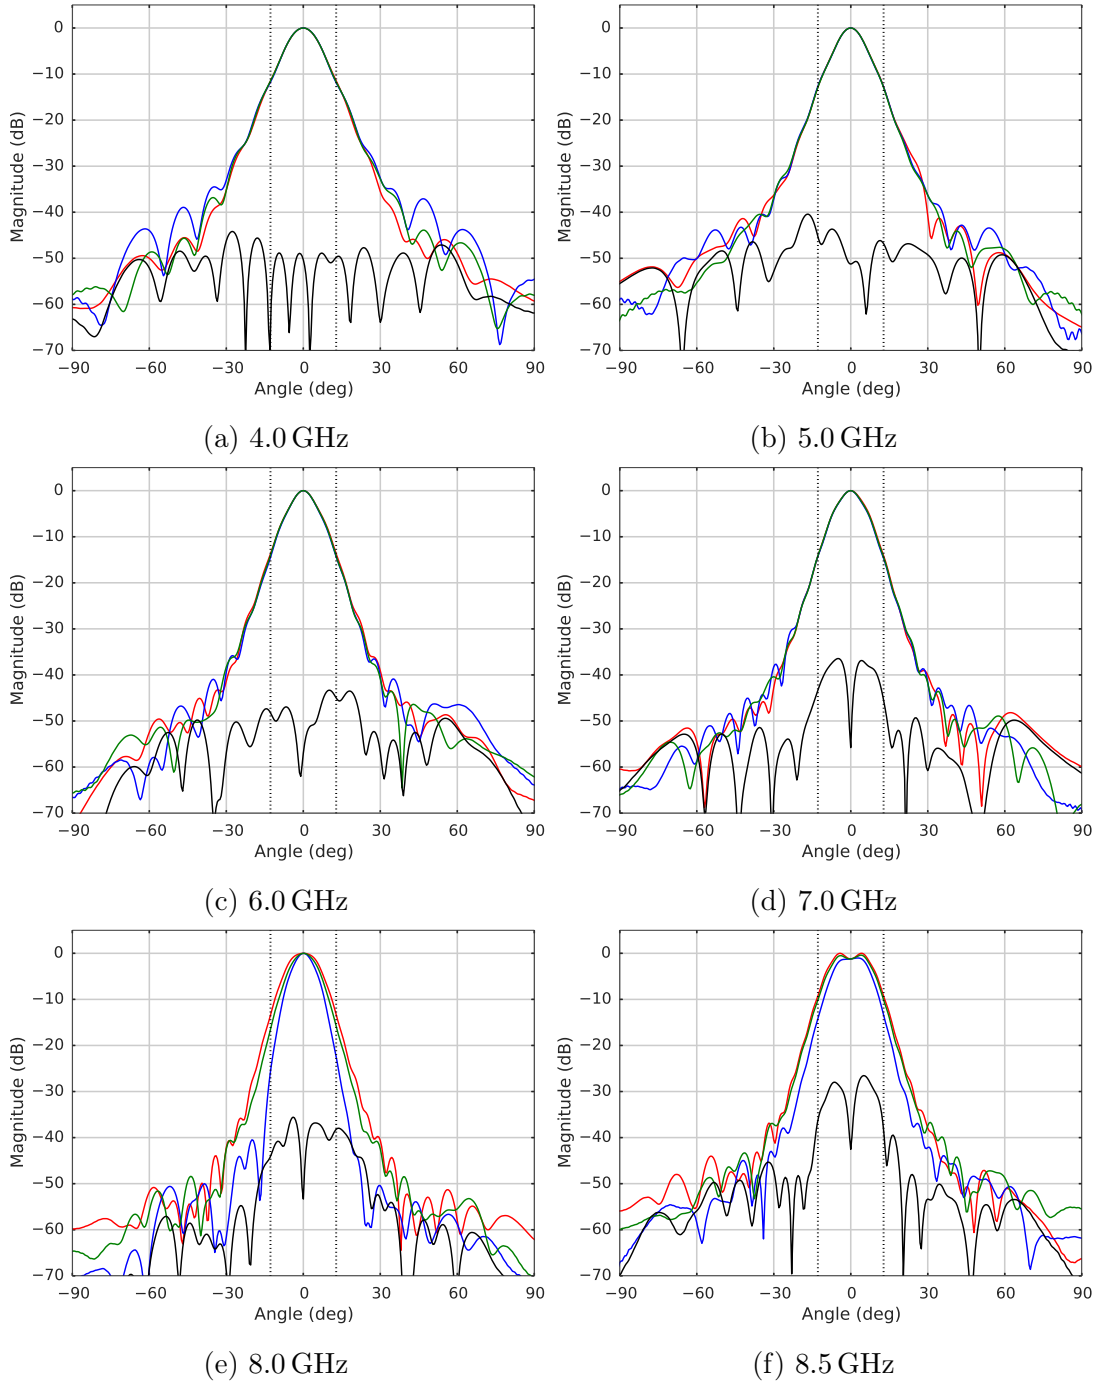 0 0
−10 −10
−20 −20
−30 −30
−40 −40
−50 −50
−60 −60
−70 −70
Magnitude (dB) Magnitude (dB)
−90 −60 −30 0 30 60 90 −90 −60 −30 0 30 60 90
Angle (deg) Angle (deg)
(a) 4.0 GHz (b) 5.0 GHz
0 0
−10 −10
−20 −20
−30 −30
−40 −40
−50 −50
−60 −60
−70 −70
Magnitude (dB) Magnitude (dB)
−90 −60 −30 0 30 60 90 −90 −60 −30 0 30 60 90
Angle (deg) Angle (deg)
(c) 6.0 GHz (d) 7.0 GHz
0 0
−10 −10
−20 −20
−30 −30
−40 −40
−50 −50
−60 −60
−70 −70
Magnitude (dB) Magnitude (dB)
−90 −60 −30 0 30 60 90 −90 −60 −30 0 30 60 90
Angle (deg) Angle (deg)
(e) 8.0 GHz (f) 8.5 GHz